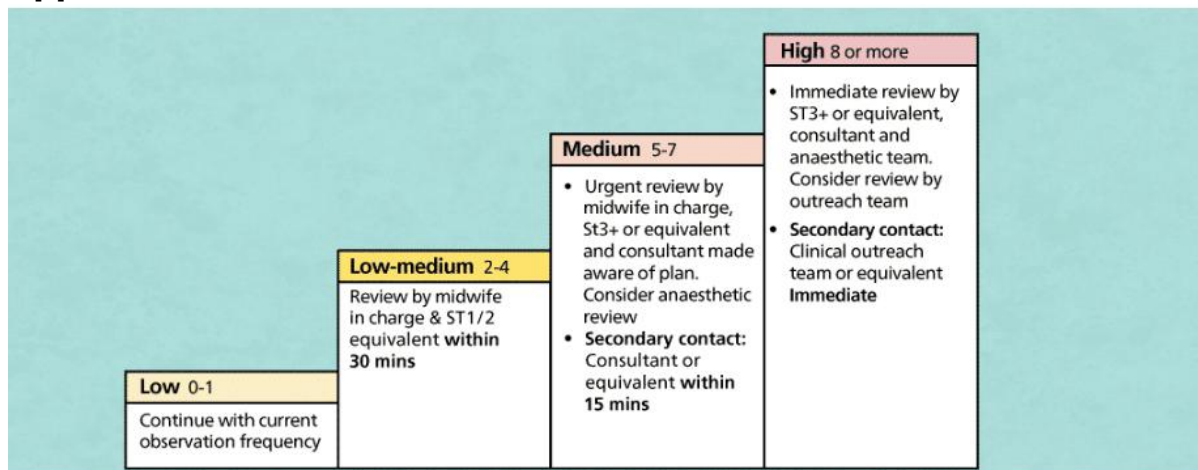 Low 0-1
Continue with current
observation frequency
Low-medium 2-4
Review by midwife
in charge & ST1/2
equivalent within
30 mins
Medium 5-7
• Urgent review by
midwife in charge,
St3+ or equivalent
and consultant made
aware of plan.
Consider anaesthetic
review
• Secondary contact:
Consultant or
equivalent within
15 mins
High 8 or more
• Immediate review by
ST3+ or equivalent,
consultant and
anaesthetic team.
Consider review by
outreach team
• Secondary contact:
Clinical outreach
team or equivalent
Immediate